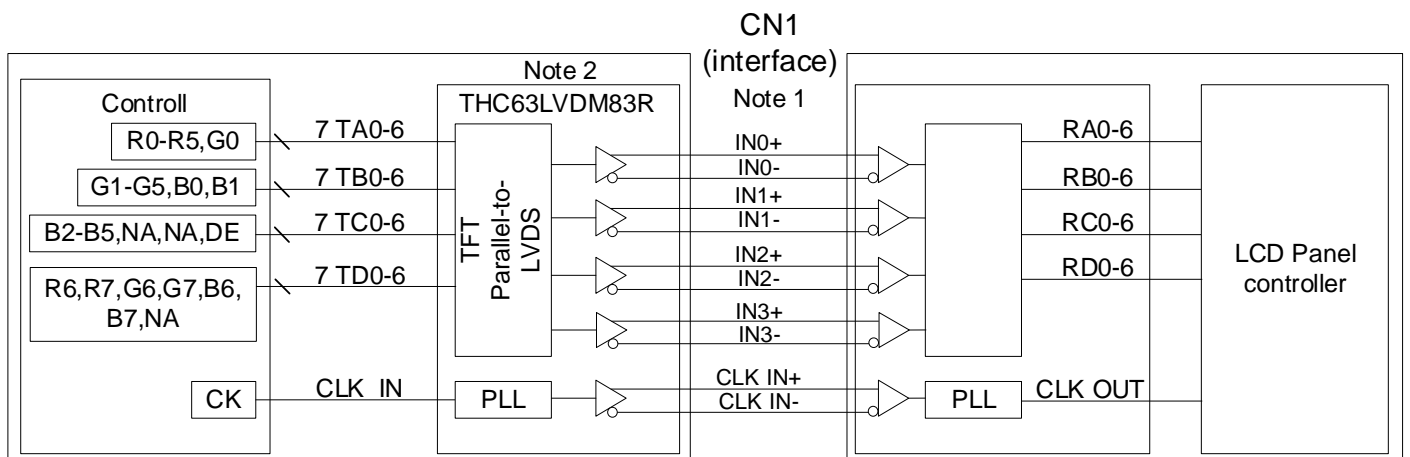 CN1
(interface)
Note 1
Note 2
THC63LVDM83R
Controll
R0-R5,G0
7 TA0-6
G1-G5,B0,B1
7 TB0-6
B2-B5,NA,NA,DE
7 TC0-6
R6,R7,G6,G7,B6,
B7,NA
7 TD0-6
CK
CLK IN
TFT
Parallel-to-
LVDS
PLL
IN0+
IN0-
IN1+
IN1-
IN2+
IN2-
IN3+
IN3-
CLK IN+
CLK IN-
PLL
RA0-6
RB0-6
RC0-6
RD0-6
CLK OUT
LCD Panel
controller